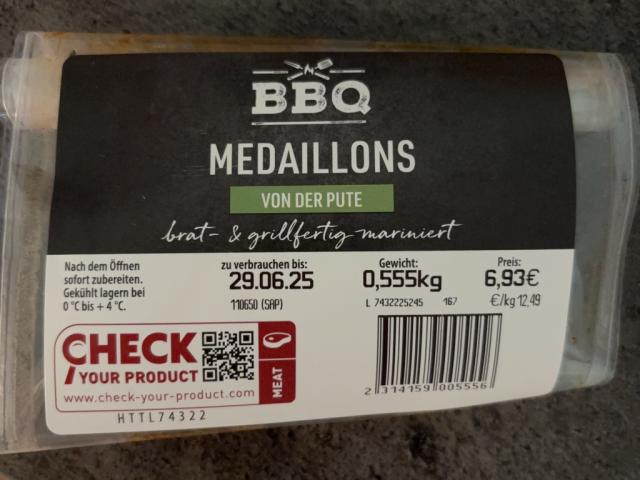 BBQ
MEDAILLONS
VON DER PUTE
brat- & grillfertig mariniert
Nach dem Öffnen
sofort zubereiten.
Gekühlt lagern bei
0 °C bis + 4 °C.
zu verbrauchen bis:
29.06.25
110650 (SAP)
Gewicht:
0,555kg
L 7432225245 167
Preis:
6,93€
€/kg 12,49
CHECK
YOUR PRODUCT
www.check-your-product.com
MEAT
HTTL74322
2 314159 005556